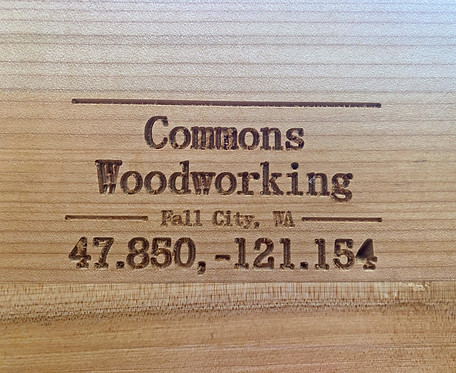 Commons
Woodworking
Fall City, WA
47.850,-121.154